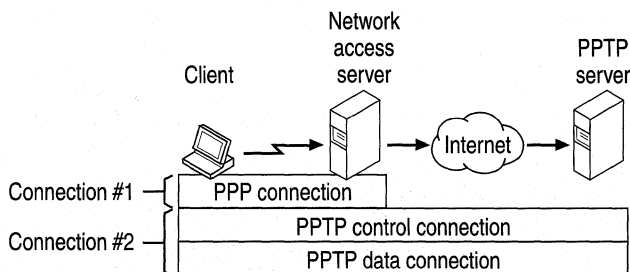 Network
access
server
PPTP
server
Client
Internet
Connection #1
PPP connection
Connection #2
PPTP control connection
PPTP data connection